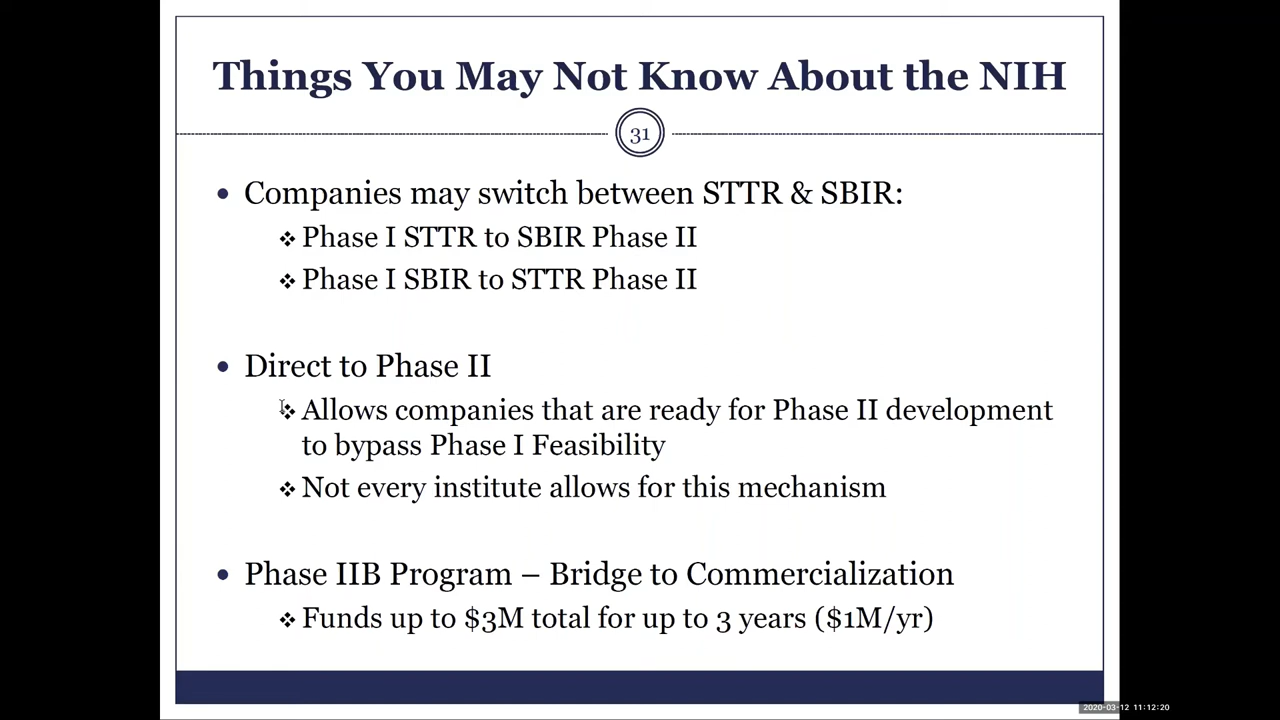 Things You May Not Know About the NIH
31
• Companies may switch between STTR & SBIR:
❖ Phase I STTR to SBIR Phase II
❖ Phase I SBIR to STTR Phase II
• Direct to Phase II
❖ Allows companies that are ready for Phase II development
to bypass Phase I Feasibility
❖ Not every institute allows for this mechanism
• Phase IIB Program – Bridge to Commercialization
❖ Funds up to $3M total for up to 3 years ($1M/yr)
2020-03-12 11:12:20